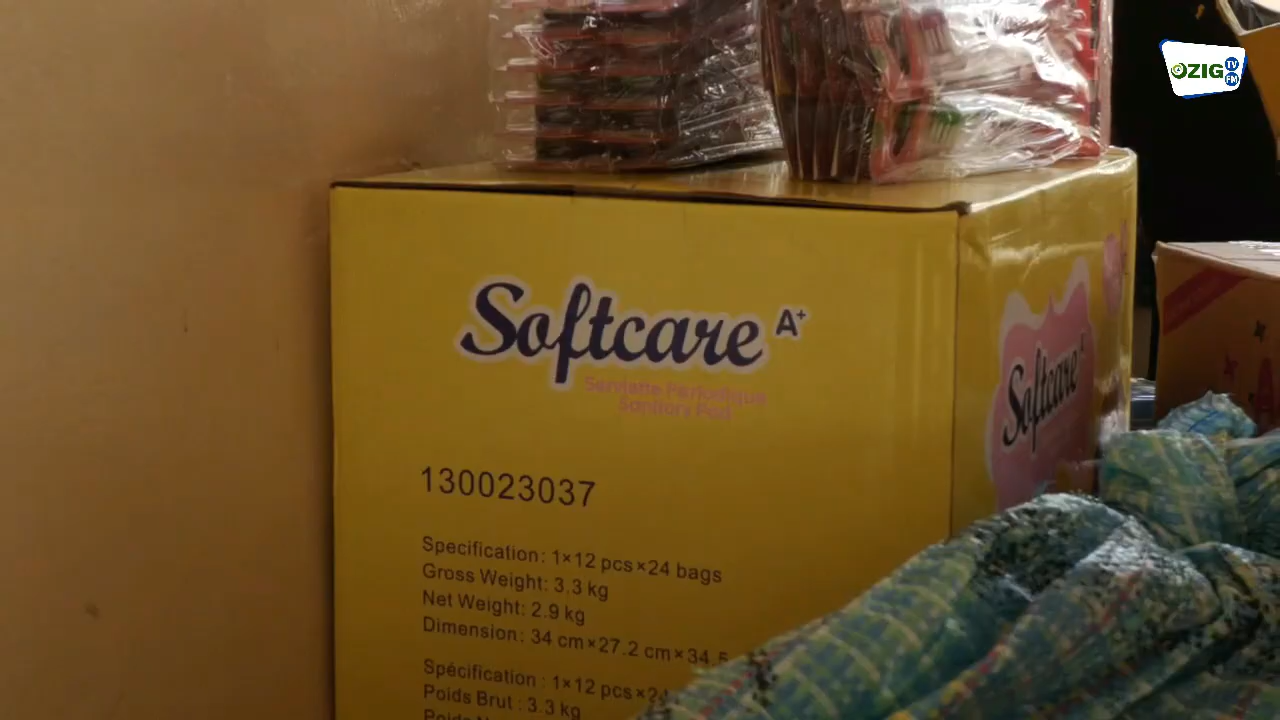 OZIG
TV
FM
Softcare A+
Serviette Periodique
Sanitary Pad
130023037
Specification: 1×12 pcs×24 bags
Gross Weight: 3.3 kg
Net Weight: 2.9 kg
Dimension: 34 cm×27.2 cm×34.5
Spécification : 1×12 pcs×24
Poids Brut : 3.3 kg
Softcare